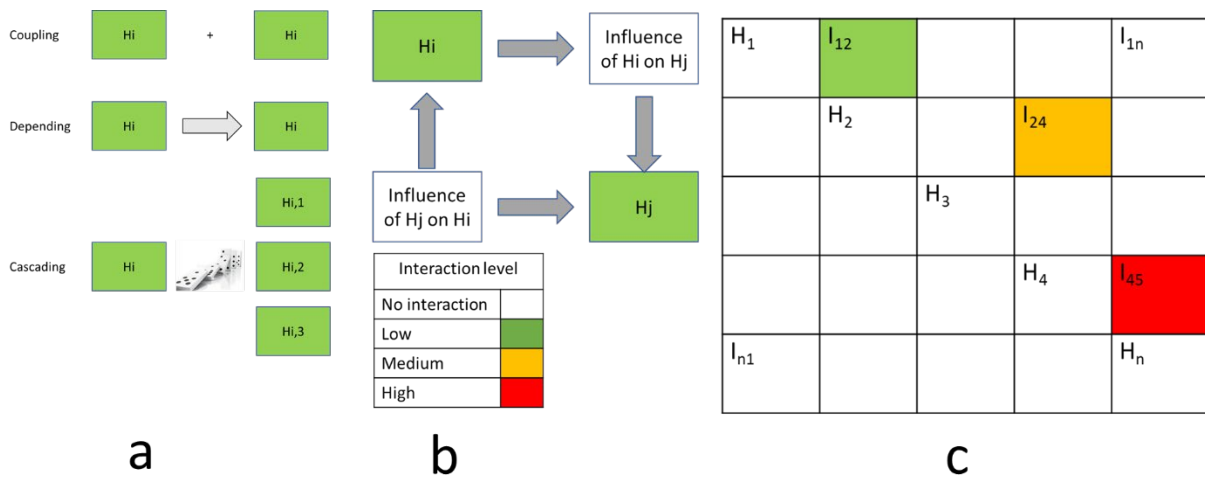 Coupling
Hi
+
Hi
Depending
Hi
Hi
Hi,1
Cascading
Hi
Hi,2
Hi,3
a
Hi
Influence
of Hi on Hj
Influence
of Hj on Hi
Hj
Interaction level
No interaction
Low
Medium
High
b
H₁ I₁₂ I₁ₙ
H₂ I₂₄
H₃
H₄ I₄₅
Iₙ₁ Hₙ
c